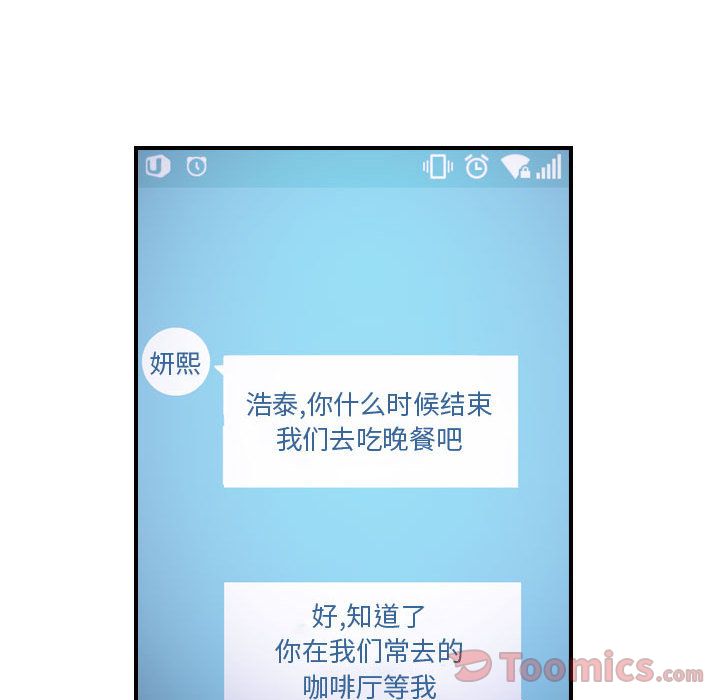 妍熙
浩泰,你什么时候结束
我们去吃晚餐吧
好,知道了
你在我们常去的
咖啡厅等我
Toomics.com